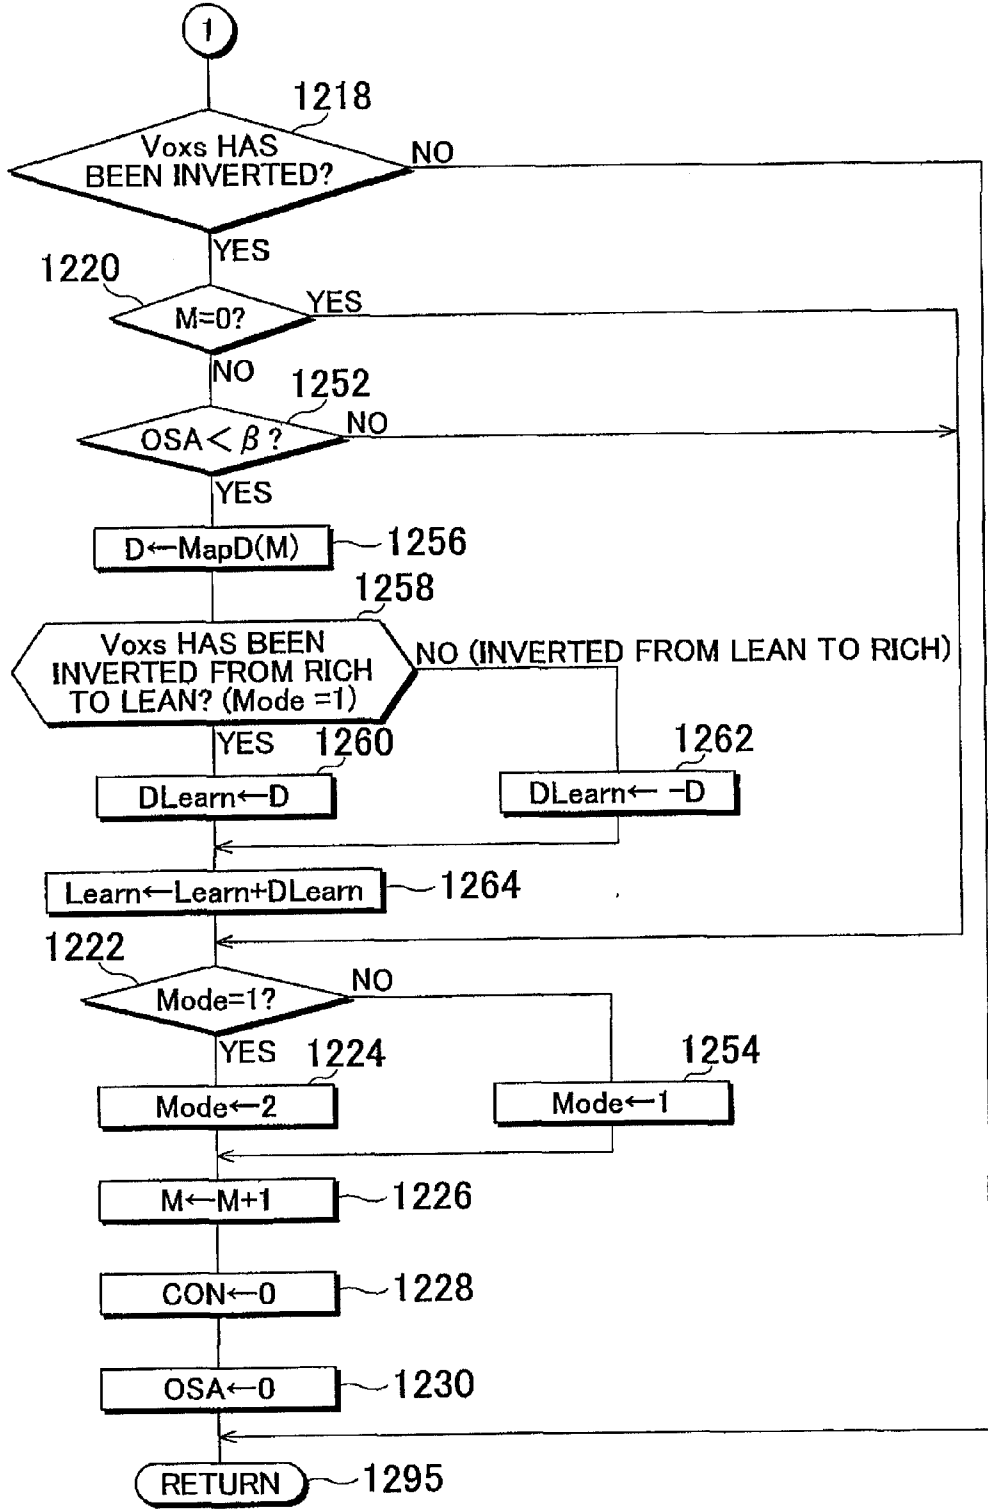 1
1218
Voxs HAS
BEEN INVERTED?
NO
YES
1220
M=0?
YES
NO
1252
OSA<β?
NO
YES
D←MapD(M)
1256
1258
Voxs HAS BEEN
INVERTED FROM RICH
TO LEAN? (Mode =1)
NO (INVERTED FROM LEAN TO RICH)
YES
1260
DLearn←D
1262
DLearn← -D
Learn←Learn+DLearn
1264
1222
Mode=1?
NO
YES
1224
Mode←2
1254
Mode←1
M←M+1
1226
CON←0
1228
OSA←0
1230
RETURN
1295